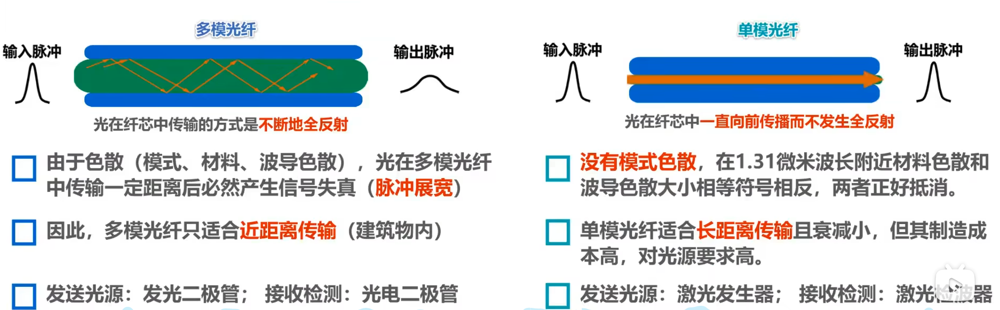 多模光纤
输入脉冲
输出脉冲
光在纤芯中传输的方式是不断地全反射
由于色散（模式、材料、波导色散），光在多模光纤
中传输一定距离后必然产生信号失真（脉冲展宽）
因此，多模光纤只适合近距离传输（建筑物内）
发送光源：发光二极管； 接收检测：光电二极管
单模光纤
输入脉冲
输出脉冲
光在纤芯中一直向前传播而不发生全反射
没有模式色散，在1.31微米波长附近材料色散和
波导色散大小相等符号相反，两者正好抵消。
单模光纤适合长距离传输且衰减小，但其制造成
本高，对光源要求高。
发送光源：激光发生器； 接收检测：激光检波器